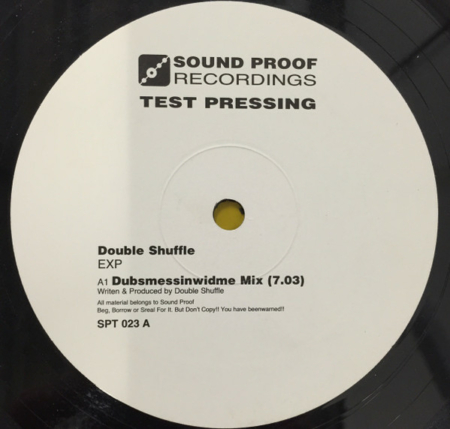 SOUND PROOF
RECORDINGS
TEST PRESSING
Double Shuffle
EXP
A1 Dubsmessinwidme Mix (7.03)
Writen & Produced by Double Shuffle
All material belongs to Sound Proof
Beg, Borrow or Sreal For It. But Don't Copy!! You have beenwarned!!
SPT 023 A